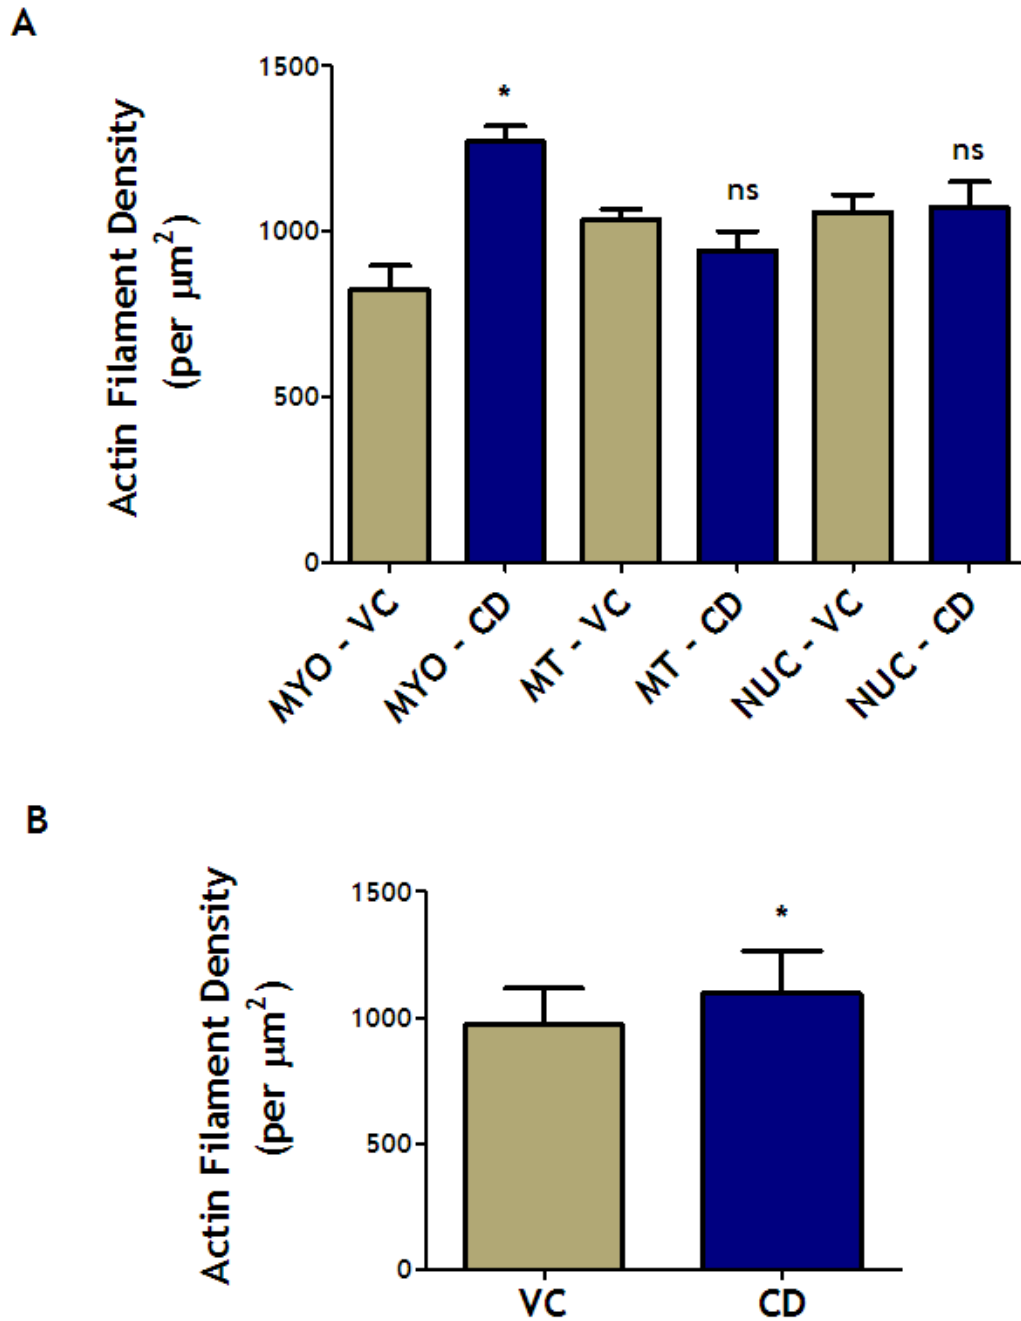 A
Actin Filament Density
(per μm²)
1500
1000
500
0
*
ns
ns
MYO - VC
MYO - CD
MT - VC
MT - CD
NUC - VC
NUC - CD
B
Actin Filament Density
(per μm²)
1500
1000
500
0
*
VC
CD